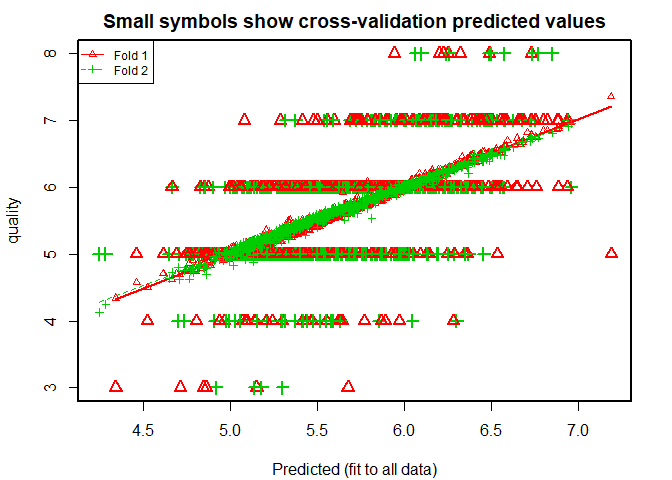 Small symbols show cross-validation predicted values
Fold 1
Fold 2
quality
8
7
6
5
4
3
4.5 5.0 5.5 6.0 6.5 7.0
Predicted (fit to all data)